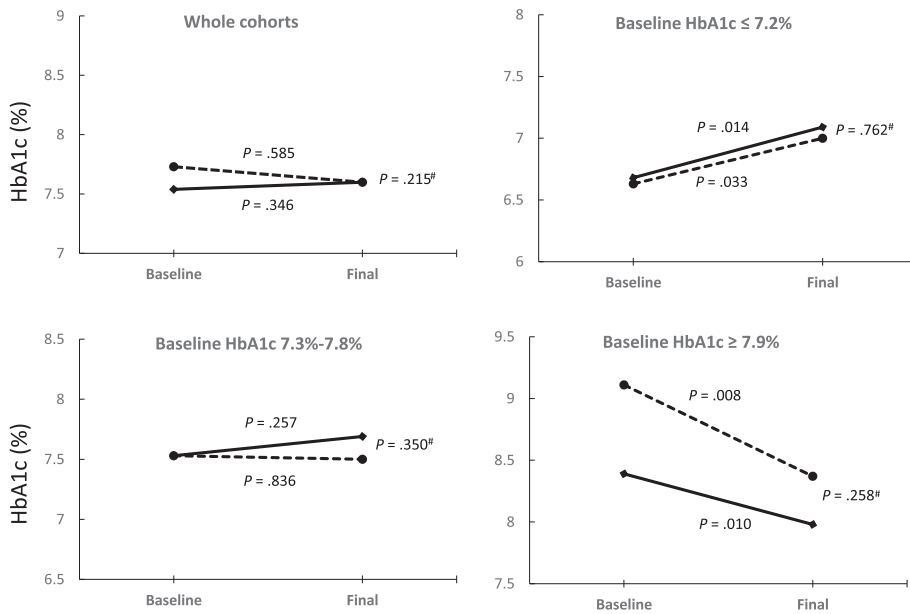 Whole cohorts
9
8.5
8
7.5
7
HbA1c (%)
P = .585
P = .346
P = .215#
Baseline
Final
Baseline HbA1c ≤ 7.2%
8
7.5
7
6.5
6
P = .014
P = .033
P = .762#
Baseline
Final
Baseline HbA1c 7.3%-7.8%
8.5
8
7.5
7
6.5
HbA1c (%)
P = .257
P = .836
P = .350#
Baseline
Final
Baseline HbA1c ≥ 7.9%
9.5
9
8.5
8
7.5
P = .008
P = .010
P = .258#
Baseline
Final